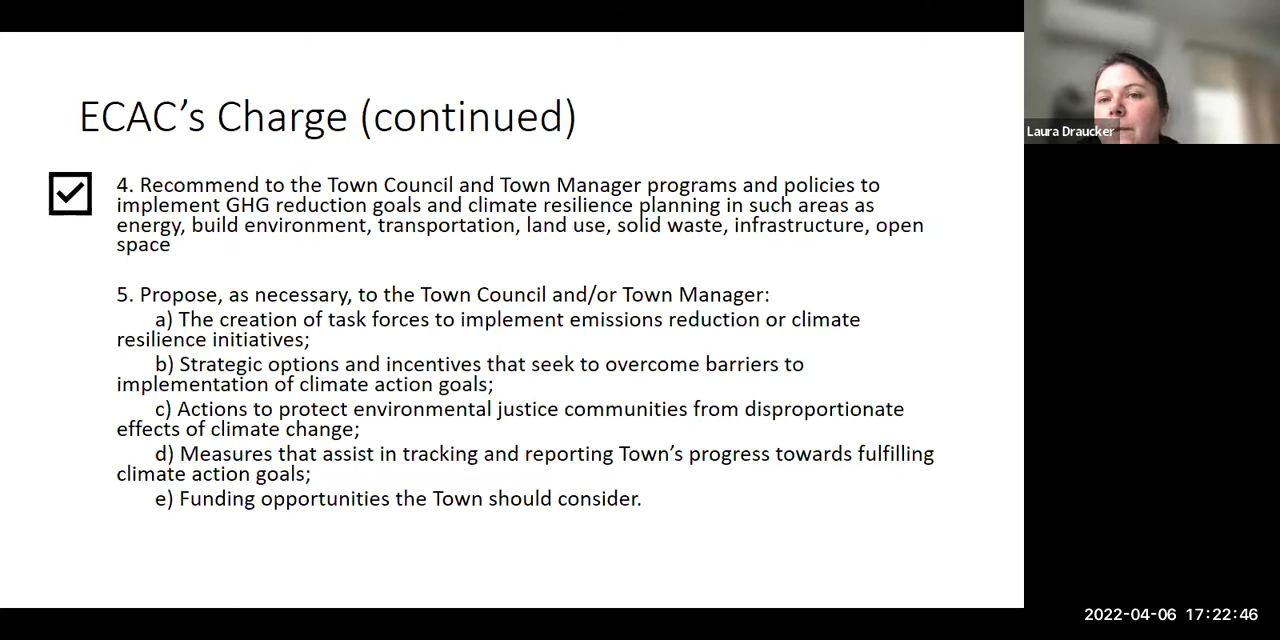 ECAC’s Charge (continued)
4. Recommend to the Town Council and Town Manager programs and policies to
implement GHG reduction goals and climate resilience planning in such areas as
energy, build environment, transportation, land use, solid waste, infrastructure, open
space
5. Propose, as necessary, to the Town Council and/or Town Manager:
a) The creation of task forces to implement emissions reduction or climate
resilience initiatives;
b) Strategic options and incentives that seek to overcome barriers to
implementation of climate action goals;
c) Actions to protect environmental justice communities from disproportionate
effects of climate change;
d) Measures that assist in tracking and reporting Town’s progress towards fulfilling
climate action goals;
e) Funding opportunities the Town should consider.
Laura Draucker
2022-04-06 17:22:46